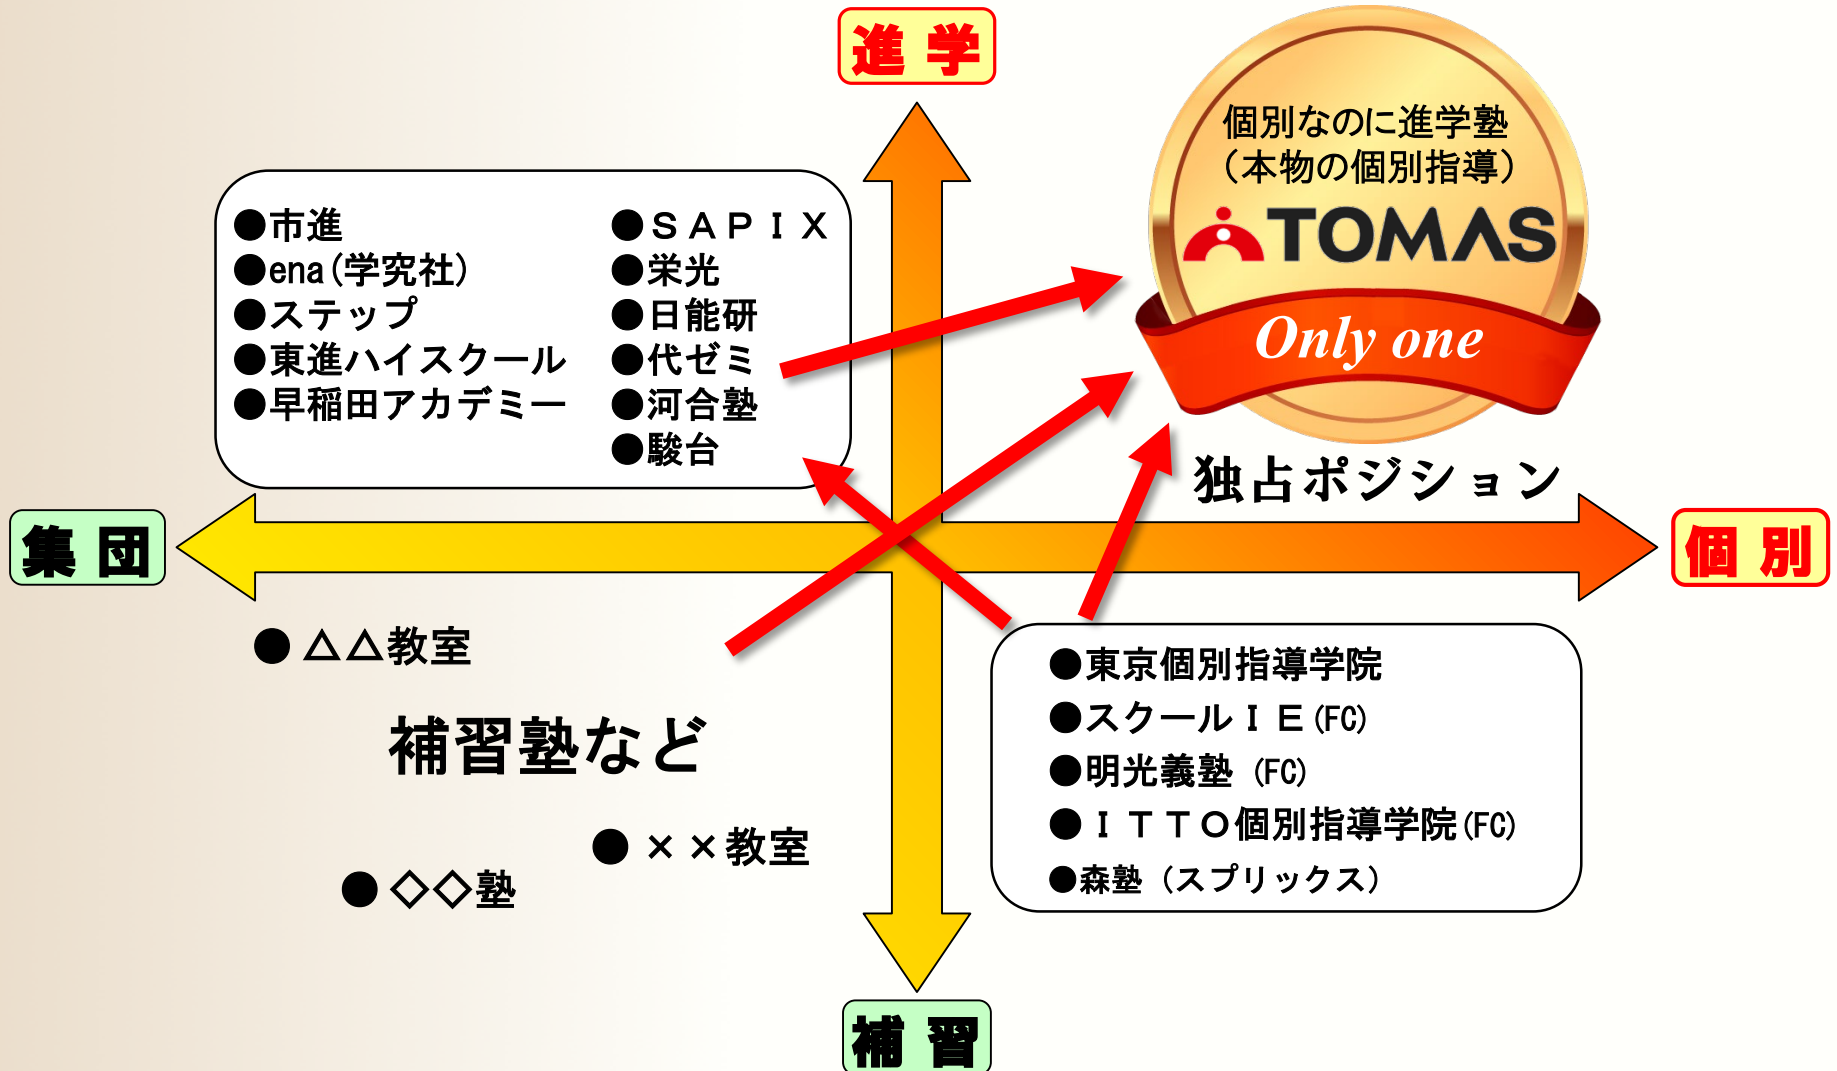 進 学
個別なのに進学塾
（本物の個別指導）
TOMAS
Only one
独占ポジション
●市進
●ena(学究社)
●ステップ
●東進ハイスクール
●早稲田アカデミー
●ＳＡＰＩＸ
●栄光
●日能研
●代ゼミ
●河合塾
●駿台
集 団
個 別
● △△教室
補習塾など
● ××教室
● ◇◇塾
●東京個別指導学院
●スクールＩＥ(FC)
●明光義塾 (FC)
●ＩＴＴＯ個別指導学院(FC)
●森塾（スプリックス）
補 習